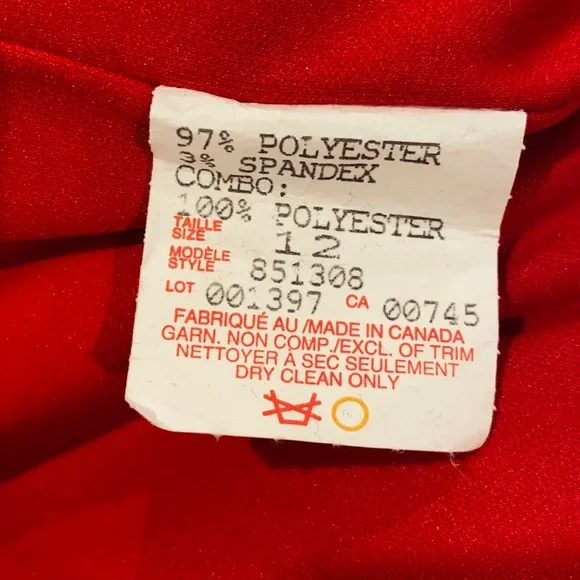 97% POLYESTER
3% SPANDEX
COMBO:
100% POLYESTER
TAILLE
SIZE 12
MODÈLE
STYLE 851308
LOT 001397 CA 00745
FABRIQUÉ AU /MADE IN CANADA
GARN. NON COMP./EXCL. OF TRIM
NETTOYER À SEC SEULEMENT
DRY CLEAN ONLY